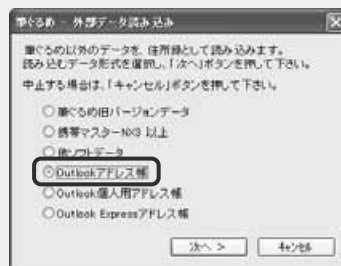 筆ぐるめ - 外部データ読み込み
筆ぐるめ以外のデータを、住所録として読み込みます。
読み込むデータ形式を選択し、「次へ」ボタンを押して下さい。
中止する場合は、「キャンセル」ボタンを押して下さい。
筆ぐるめ旧バージョンデータ
携帯マスターNX3 以上
他ソフトデータ
Outlookアドレス帳
Outlook個人用アドレス帳
Outlook Expressアドレス帳
次へ >
キャンセル